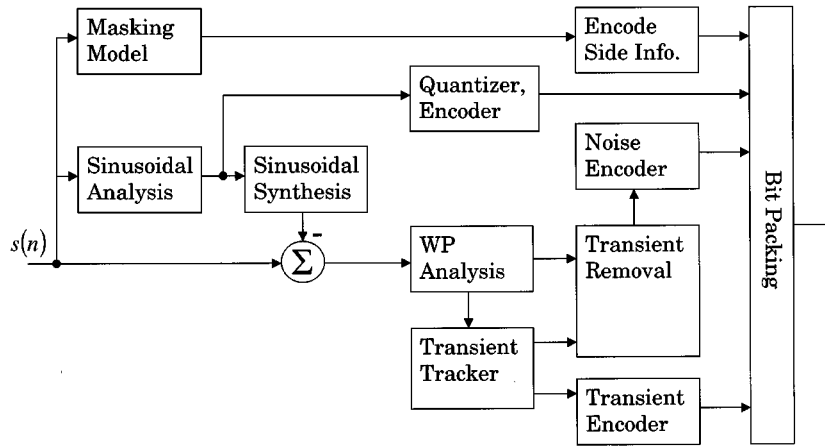 Masking
Model
Encode
Side Info.
Quantizer,
Encoder
Sinusoidal
Analysis
Sinusoidal
Synthesis
Noise
Encoder
Bit Packing
s(n)
-
Σ
WP
Analysis
Transient
Removal
Transient
Tracker
Transient
Encoder